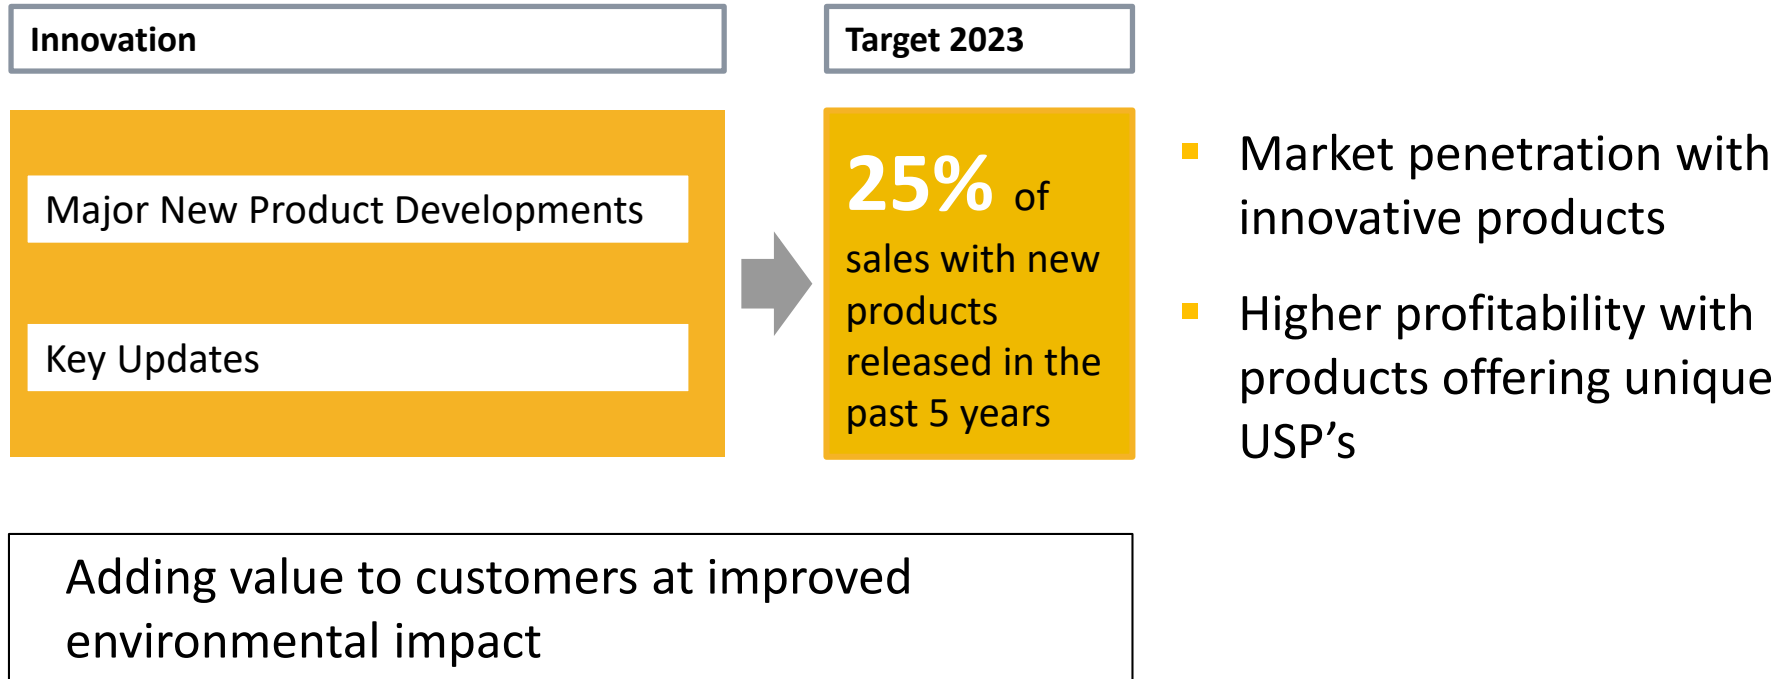 Innovation
Target 2023
Major New Product Developments
Key Updates
25% of
sales with new
products
released in the
past 5 years
Market penetration with
innovative products
Higher profitability with
products offering unique
USP’s
Adding value to customers at improved
environmental impact